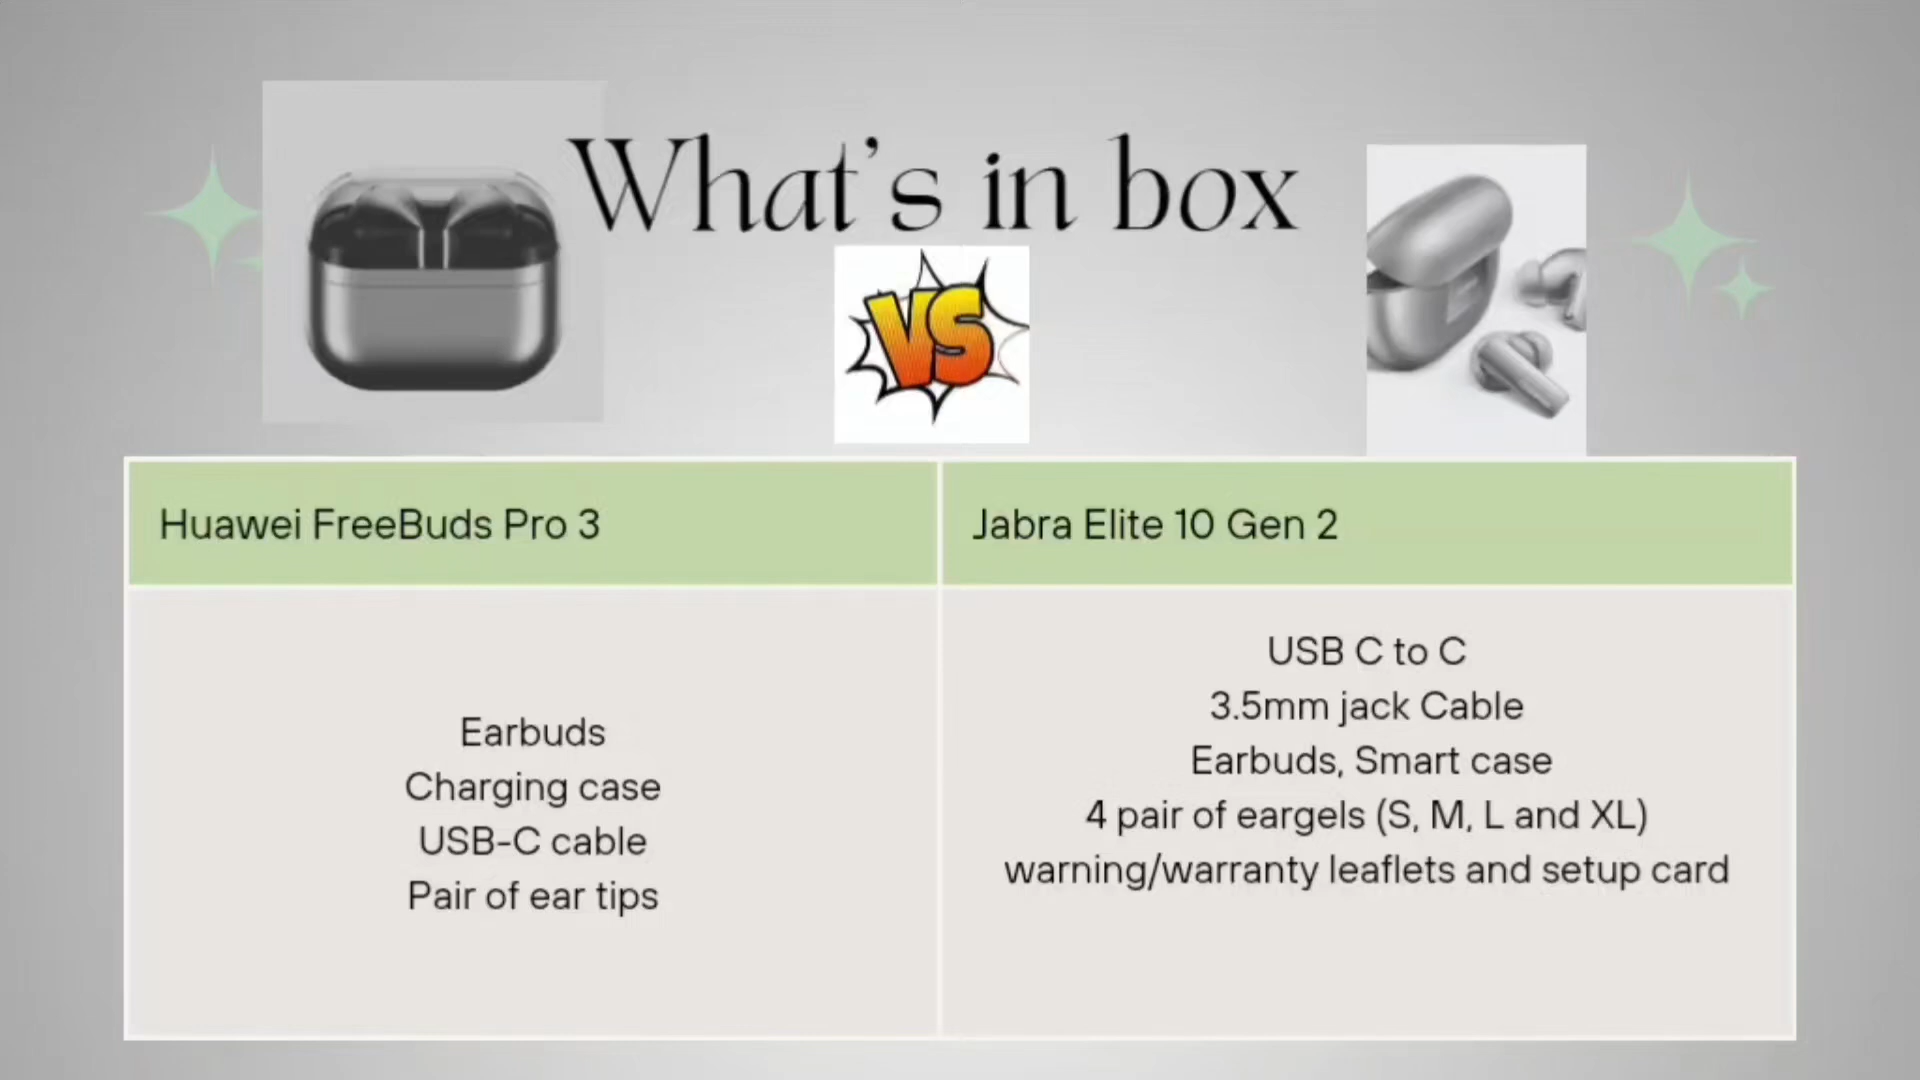 What's in box
VS
Huawei FreeBuds Pro 3
Jabra Elite 10 Gen 2
Earbuds
Charging case
USB-C cable
Pair of ear tips
USB C to C
3.5mm jack Cable
Earbuds, Smart case
4 pair of eargels (S, M, L and XL)
warning/warranty leaflets and setup card